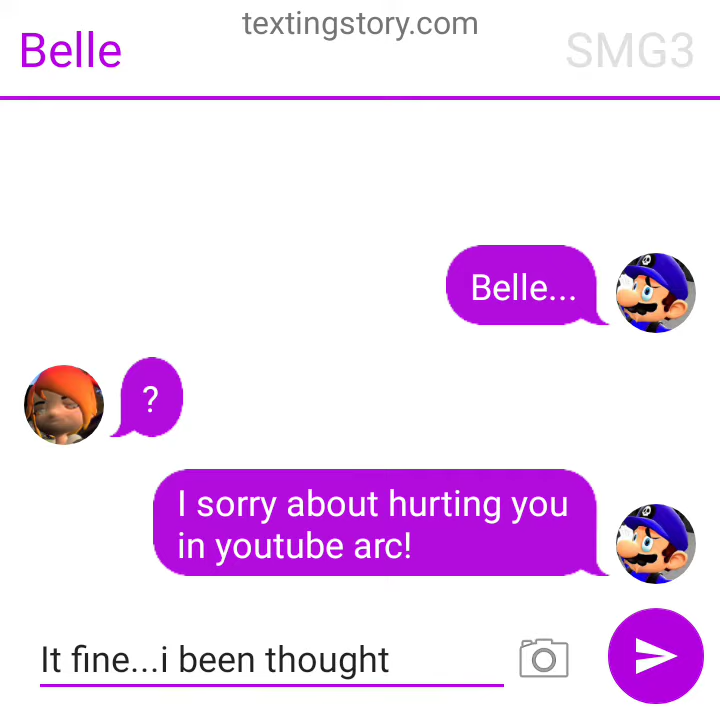 textingstory.com
Belle
SMG3
Belle...
?
I sorry about hurting you
in youtube arc!
It fine...i been thought